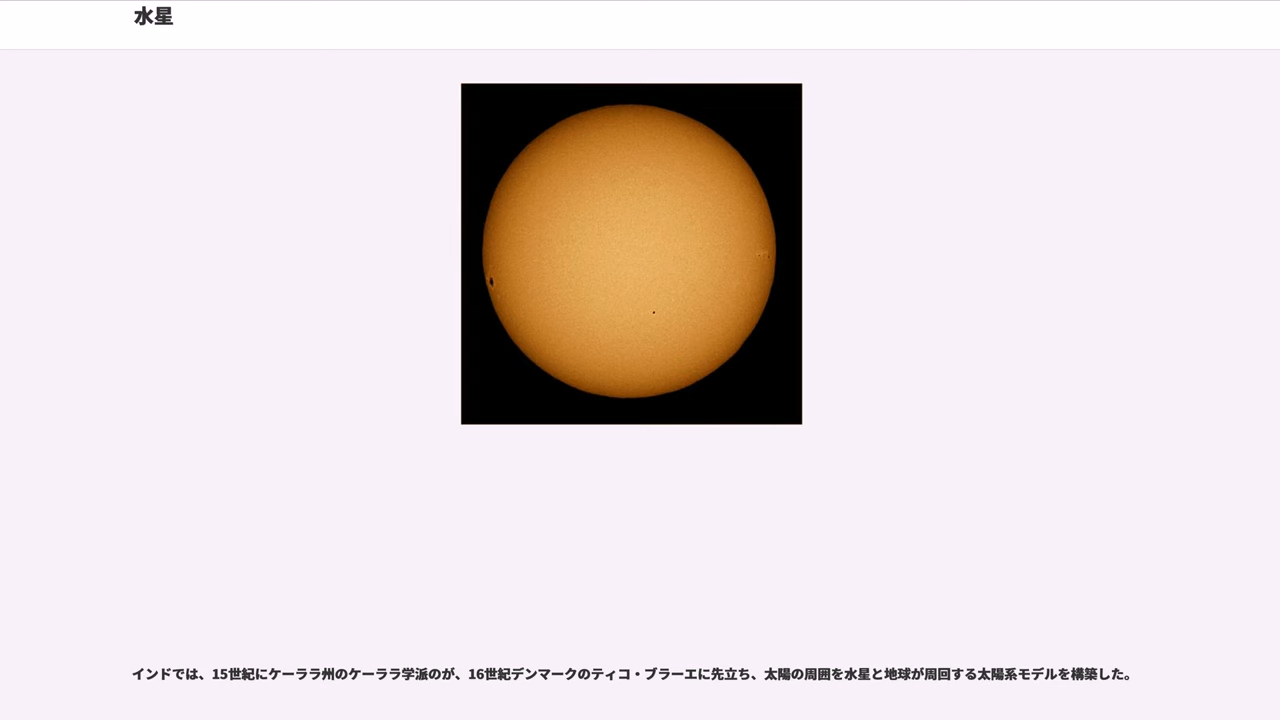 水星
インドでは、15世紀にケーララ州のケーララ学派のが、16世紀デンマークのティコ・ブラーエに先立ち、太陽の周囲を水星と地球が周回する太陽系モデルを構築した。